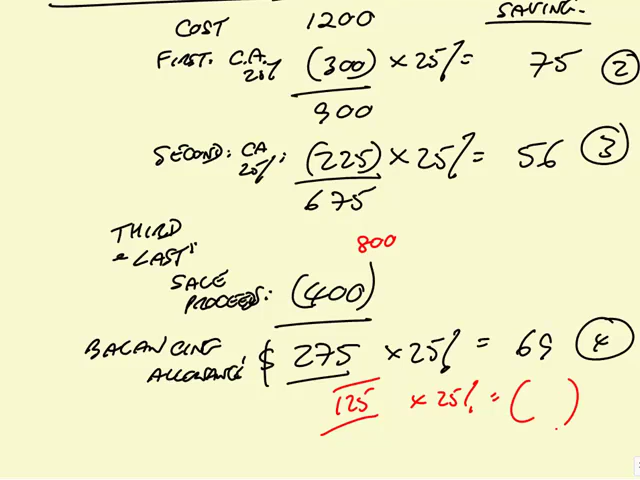 SAVING.
COST 1200
FIRST: C.A. 25% (300) × 25% = 75 ②
900
SECOND: CA 25%: (225) × 25% = 56 ③
675
THIRD
& LAST:
800
SALE
PROCEEDS: (400)
BALANCING
ALLOWANCE: $ 275 × 25% = 69 ④
125 × 25% = ( )